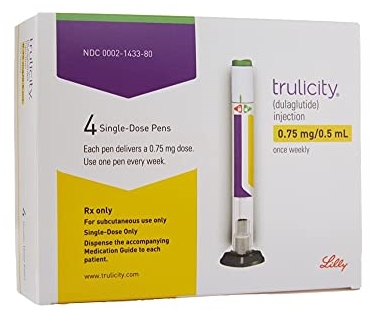 NDC 0002-1433-80
4 Single-Dose Pens
Each pen delivers a 0.75 mg dose.
Use one pen every week.
Rx only
For subcutaneous use only
Single-Dose Only
Dispense the accompanying
Medication Guide to each
patient.
www.trulicity.com
trulicity®
(dulaglutide)
injection
0.75 mg/0.5 mL
once weekly
Lilly
trulicity